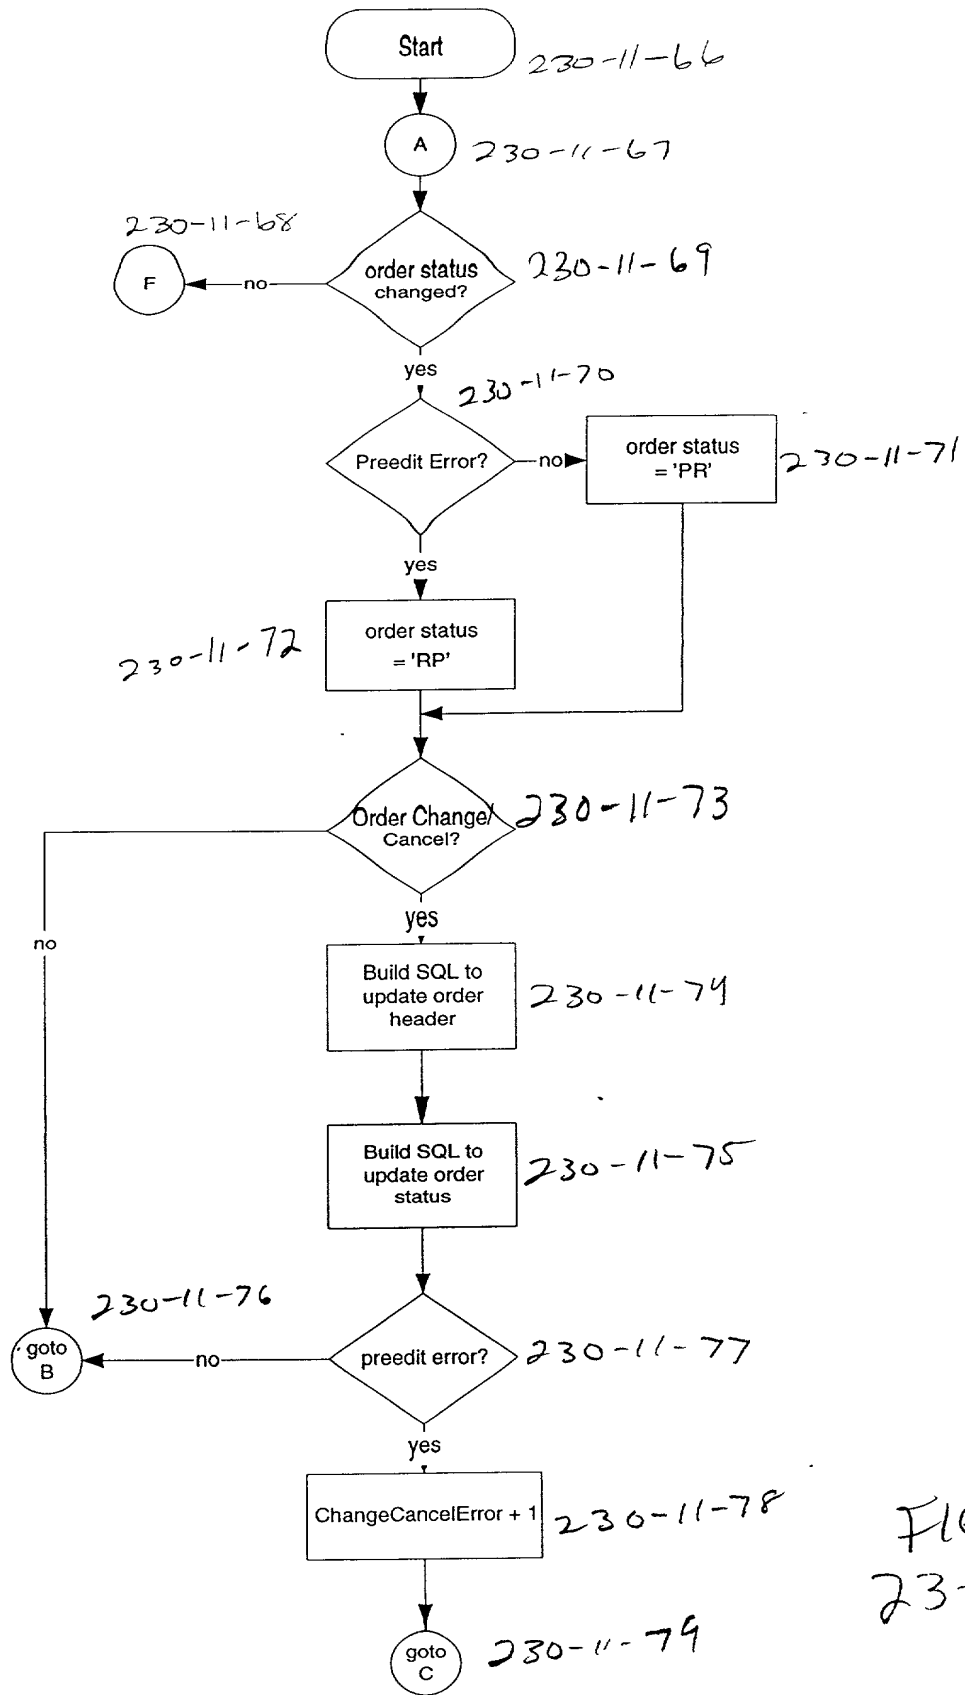 Start
230-11-66
A
230-11-67
230-11-68
F
no
order status
changed?
230-11-69
yes
230-11-70
Preedit Error?
no
order status
= 'PR'
230-11-71
yes
order status
= 'RP'
230-11-72
Order Change/
Cancel?
230-11-73
no
yes
Build SQL to
update order
header
230-11-74
Build SQL to
update order
status
230-11-75
230-11-76
goto
B
no
preedit error?
230-11-77
yes
ChangeCancelError + 1
230-11-78
goto
C
230-11-79
23-